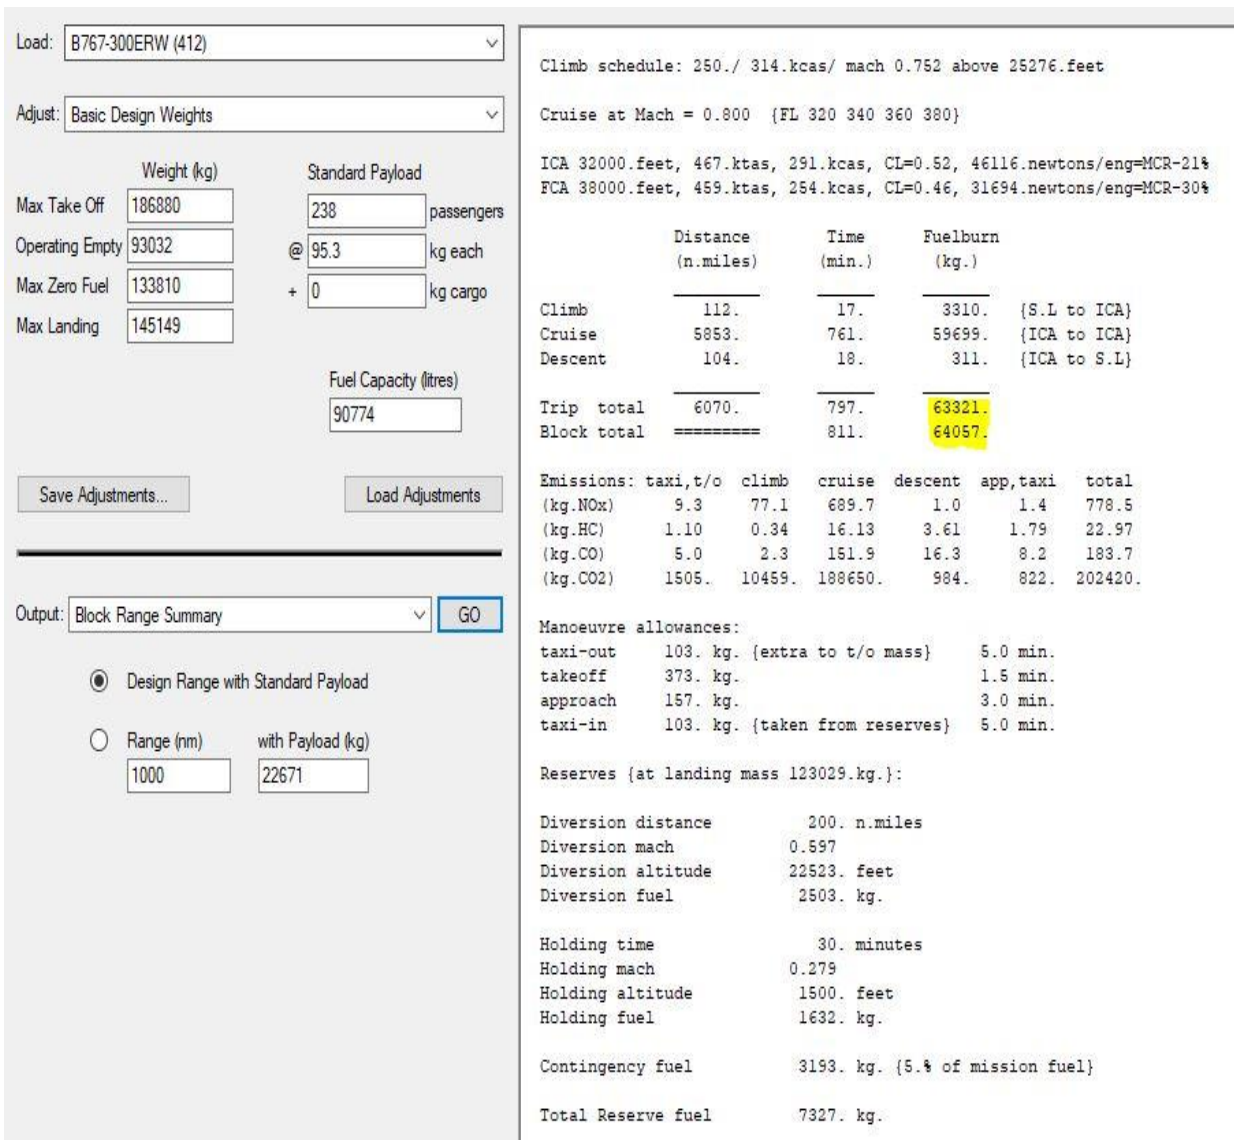 Load: B767-300ERW (412)
Adjust: Basic Design Weights
Weight (kg) Standard Payload
Max Take Off 186880 238 passengers
Operating Empty 93032 @ 95.3 kg each
Max Zero Fuel 133810 + 0 kg cargo
Max Landing 145149
Fuel Capacity (litres)
90774
Save Adjustments... Load Adjustments
Output: Block Range Summary GO
Design Range with Standard Payload
Range (nm) with Payload (kg)
1000 22671
Climb schedule: 250./ 314.kcas/ mach 0.752 above 25276.feet
Cruise at Mach = 0.800 {FL 320 340 360 380}
ICA 32000.feet, 467.ktas, 291.kcas, CL=0.52, 46116.newtons/eng=MCR-21%
FCA 38000.feet, 459.ktas, 254.kcas, CL=0.46, 31694.newtons/eng=MCR-30%
Distance Time Fuelburn
(n.miles) (min.) (kg.)
Climb 112. 17. 3310. {S.L to ICA}
Cruise 5853. 761. 59699. {ICA to ICA}
Descent 104. 18. 311. {ICA to S.L}
Trip total 6070. 797. 63321.
Block total ========= 811. 64057.
Emissions: taxi,t/o climb cruise descent app,taxi total
(kg.NOx) 9.3 77.1 689.7 1.0 1.4 778.5
(kg.HC) 1.10 0.34 16.13 3.61 1.79 22.97
(kg.CO) 5.0 2.3 151.9 16.3 8.2 183.7
(kg.CO2) 1505. 10459. 188650. 984. 822. 202420.
Manoeuvre allowances:
taxi-out 103. kg. {extra to t/o mass} 5.0 min.
takeoff 373. kg. 1.5 min.
approach 157. kg. 3.0 min.
taxi-in 103. kg. {taken from reserves} 5.0 min.
Reserves {at landing mass 123029.kg.}:
Diversion distance 200. n.miles
Diversion mach 0.597
Diversion altitude 22523. feet
Diversion fuel 2503. kg.
Holding time 30. minutes
Holding mach 0.279
Holding altitude 1500. feet
Holding fuel 1632. kg.
Contingency fuel 3193. kg. {5.% of mission fuel}
Total Reserve fuel 7327. kg.